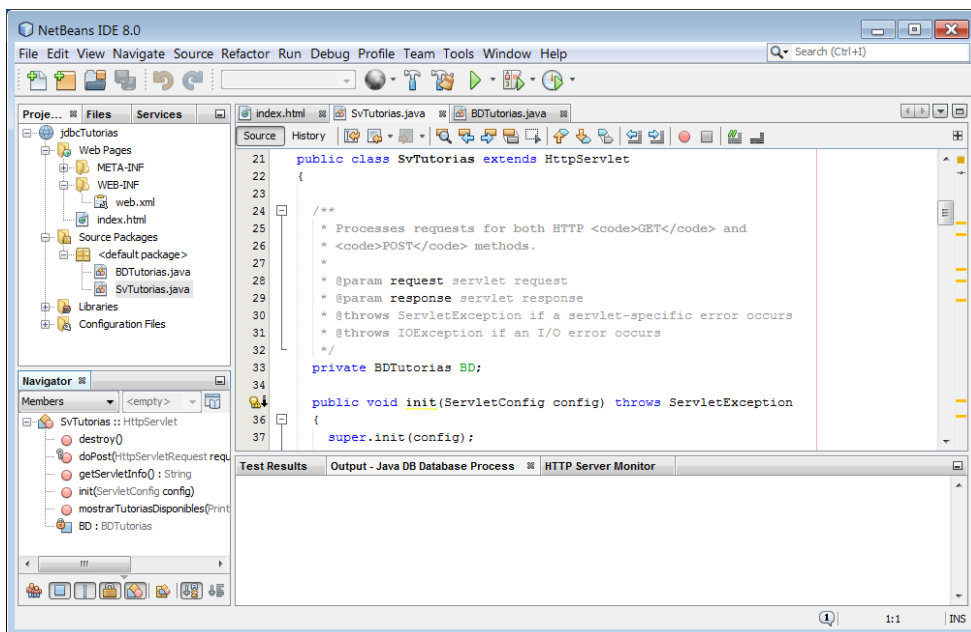 NetBeans IDE 8.0
File Edit View Navigate Source Refactor Run Debug Profile Team Tools Window Help
Search (Ctrl+I)
Proje... Files Services
jdbcTutorias
Web Pages
META-INF
WEB-INF
web.xml
index.html
Source Packages
<default package>
BDTutorias.java
SvTutorias.java
Libraries
Configuration Files
Navigator
Members <empty>
SvTutorias :: HttpServlet
destroy()
doPost(HttpServletRequest requ
getServletInfo() : String
init(ServletConfig config)
mostrarTutoriasDisponibles(Print
BD : BDTutorias
index.html SvTutorias.java BDTutorias.java
Source History
21 public class SvTutorias extends HttpServlet
22 {
23
24 /**
25 * Processes requests for both HTTP <code>GET</code> and
26 * <code>POST</code> methods.
27 *
28 * @param request servlet request
29 * @param response servlet response
30 * @throws ServletException if a servlet-specific error occurs
31 * @throws IOException if an I/O error occurs
32 */
33 private BDTutorias BD;
34
public void init(ServletConfig config) throws ServletException
36 {
37 super.init(config);
Test Results Output - Java DB Database Process HTTP Server Monitor
1 1:1 INS